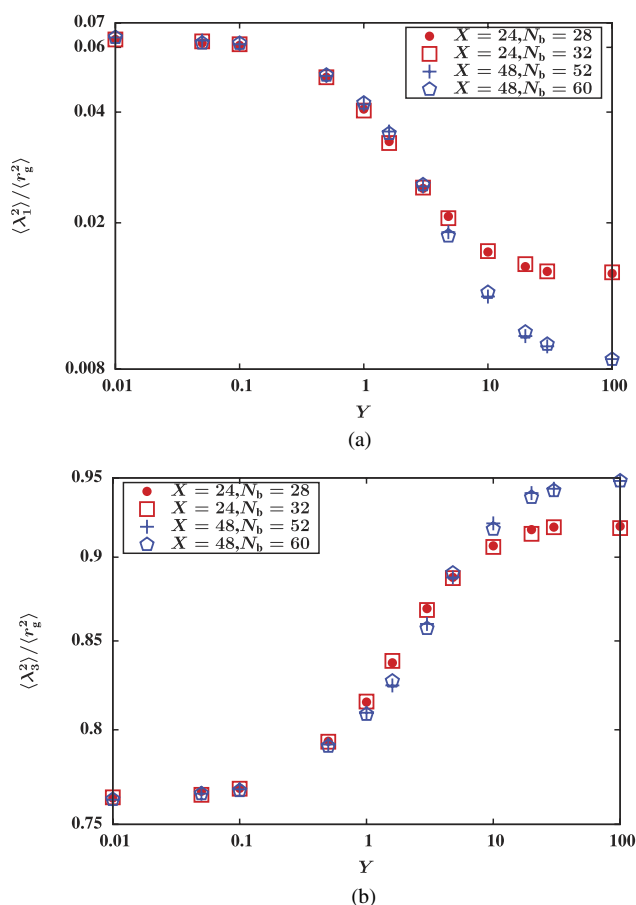 0.07
0.06
0.04
0.02
0.008
⟨λ₁²⟩/⟨r_g²⟩
X = 24,N_b = 28
X = 24,N_b = 32
X = 48,N_b = 52
X = 48,N_b = 60
0.01 0.1 1 10 100
Y
(a)
0.95
0.9
0.85
0.8
0.75
⟨λ₃²⟩/⟨r_g²⟩
X = 24,N_b = 28
X = 24,N_b = 32
X = 48,N_b = 52
X = 48,N_b = 60
0.01 0.1 1 10 100
Y
(b)